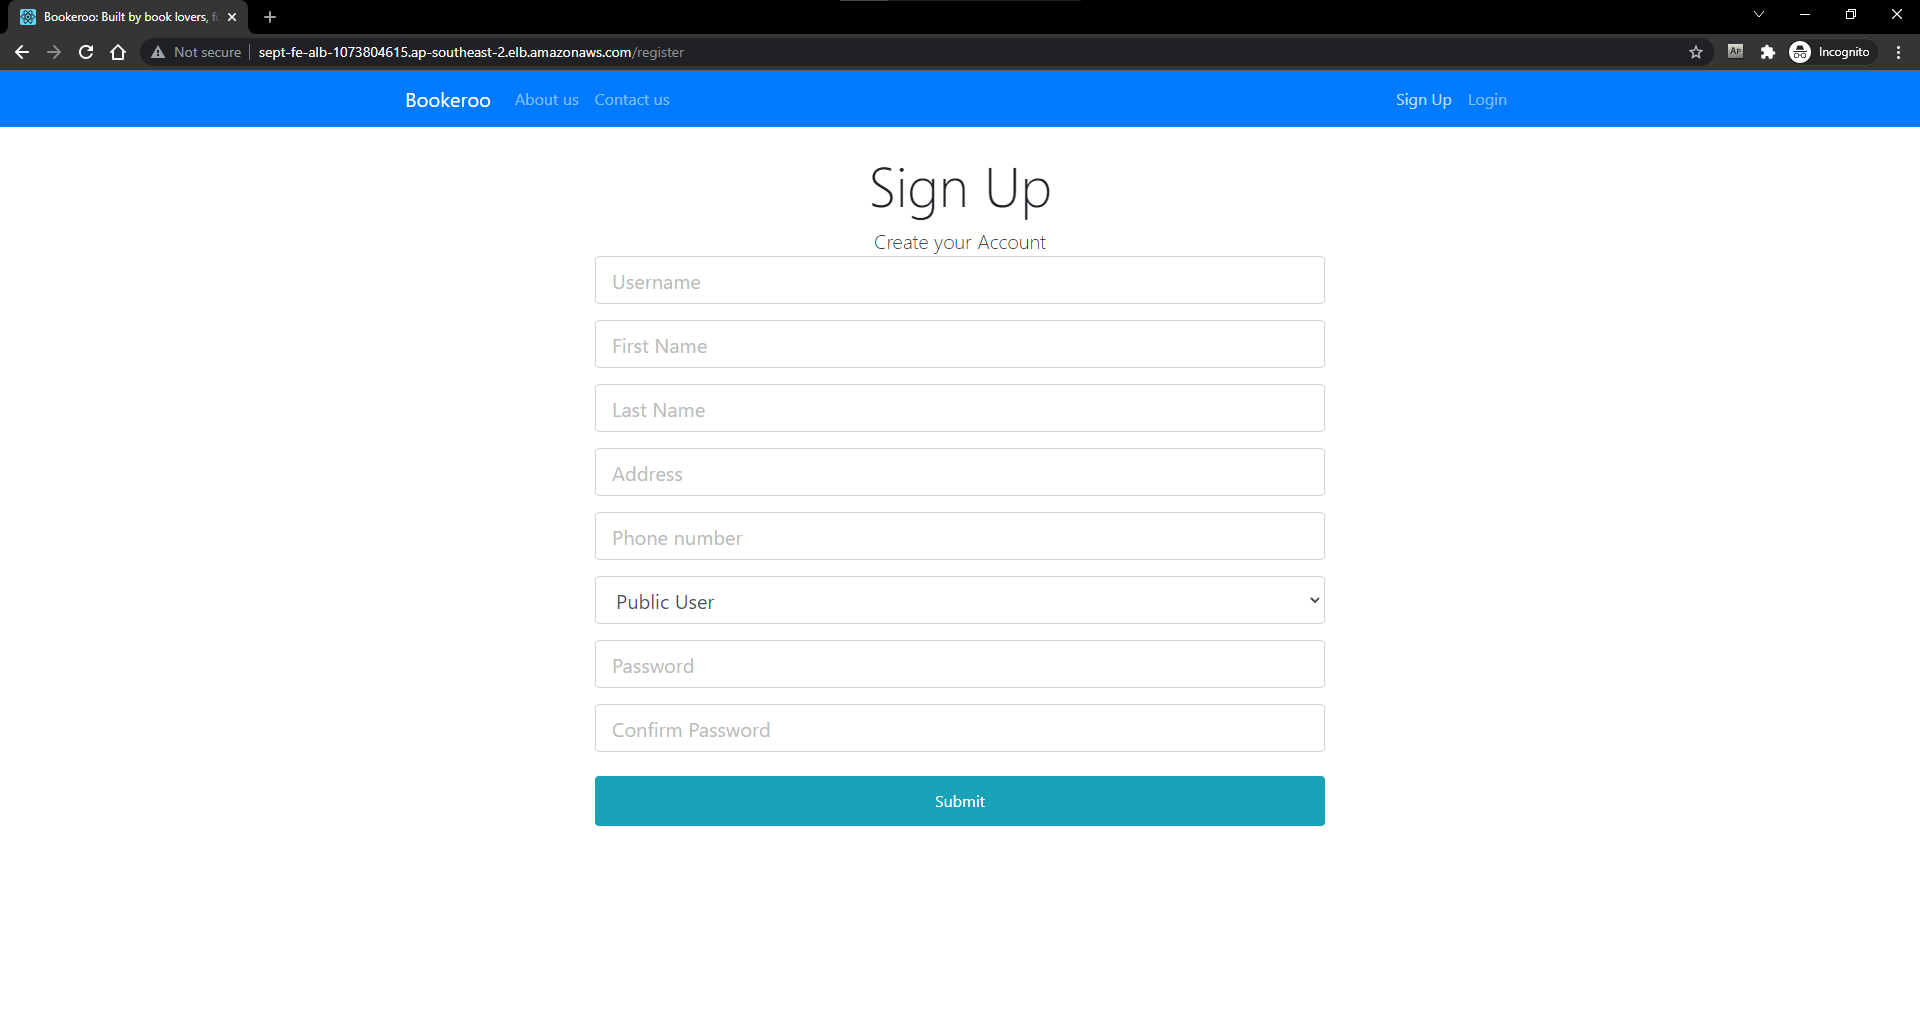 Bookeroo: Built by book lovers, f
Not secure sept-fe-alb-1073804615.ap-southeast-2.elb.amazonaws.com/register AP Incognito
Bookeroo About us Contact us Sign Up Login
Sign Up
Create your Account
Username
First Name
Last Name
Address
Phone number
Public User
Password
Confirm Password
Submit